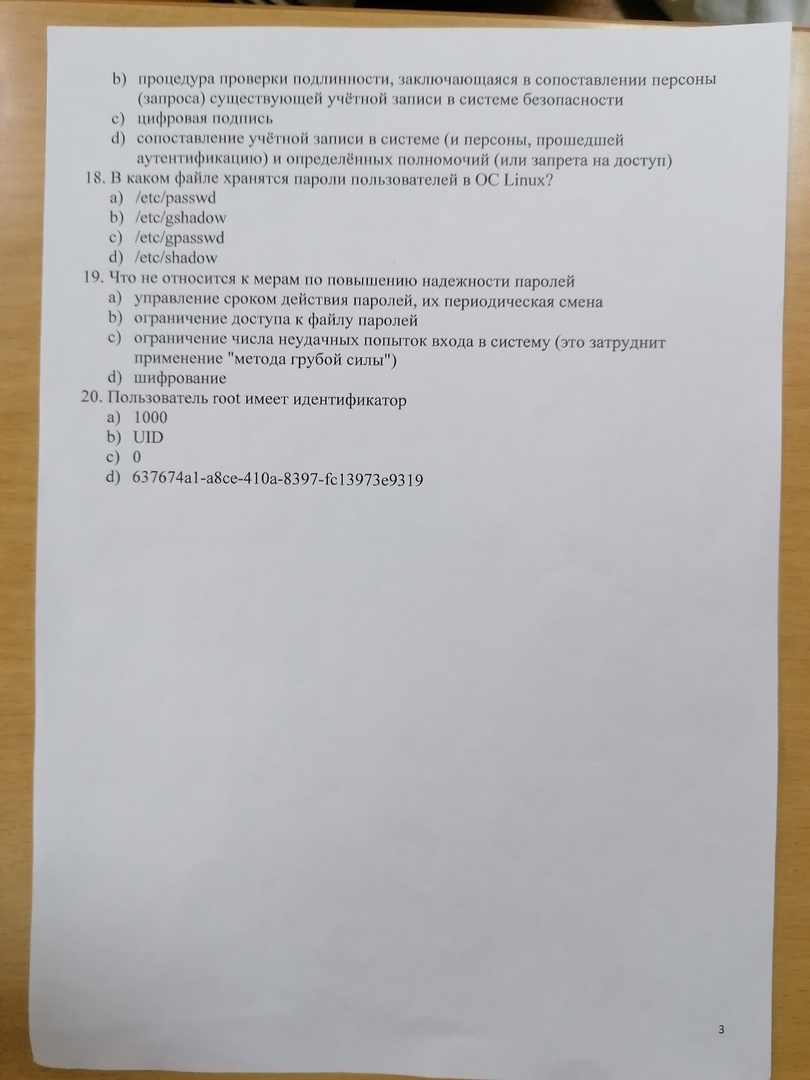 b) процедура проверки подлинности, заключающаяся в сопоставлении персоны
(запроса) существующей учётной записи в системе безопасности
c) цифровая подпись
d) сопоставление учётной записи в системе (и персоны, прошедшей
аутентификацию) и определённых полномочий (или запрета на доступ)
18. В каком файле хранятся пароли пользователей в ОС Linux?
a) /etc/passwd
b) /etc/gshadow
c) /etc/gpasswd
d) /etc/shadow
19. Что не относится к мерам по повышению надежности паролей
a) управление сроком действия паролей, их периодическая смена
b) ограничение доступа к файлу паролей
c) ограничение числа неудачных попыток входа в систему (это затруднит
применение "метода грубой силы")
d) шифрование
20. Пользователь root имеет идентификатор
a) 1000
b) UID
c) 0
d) 637674a1-a8ce-410a-8397-fc13973e9319
3